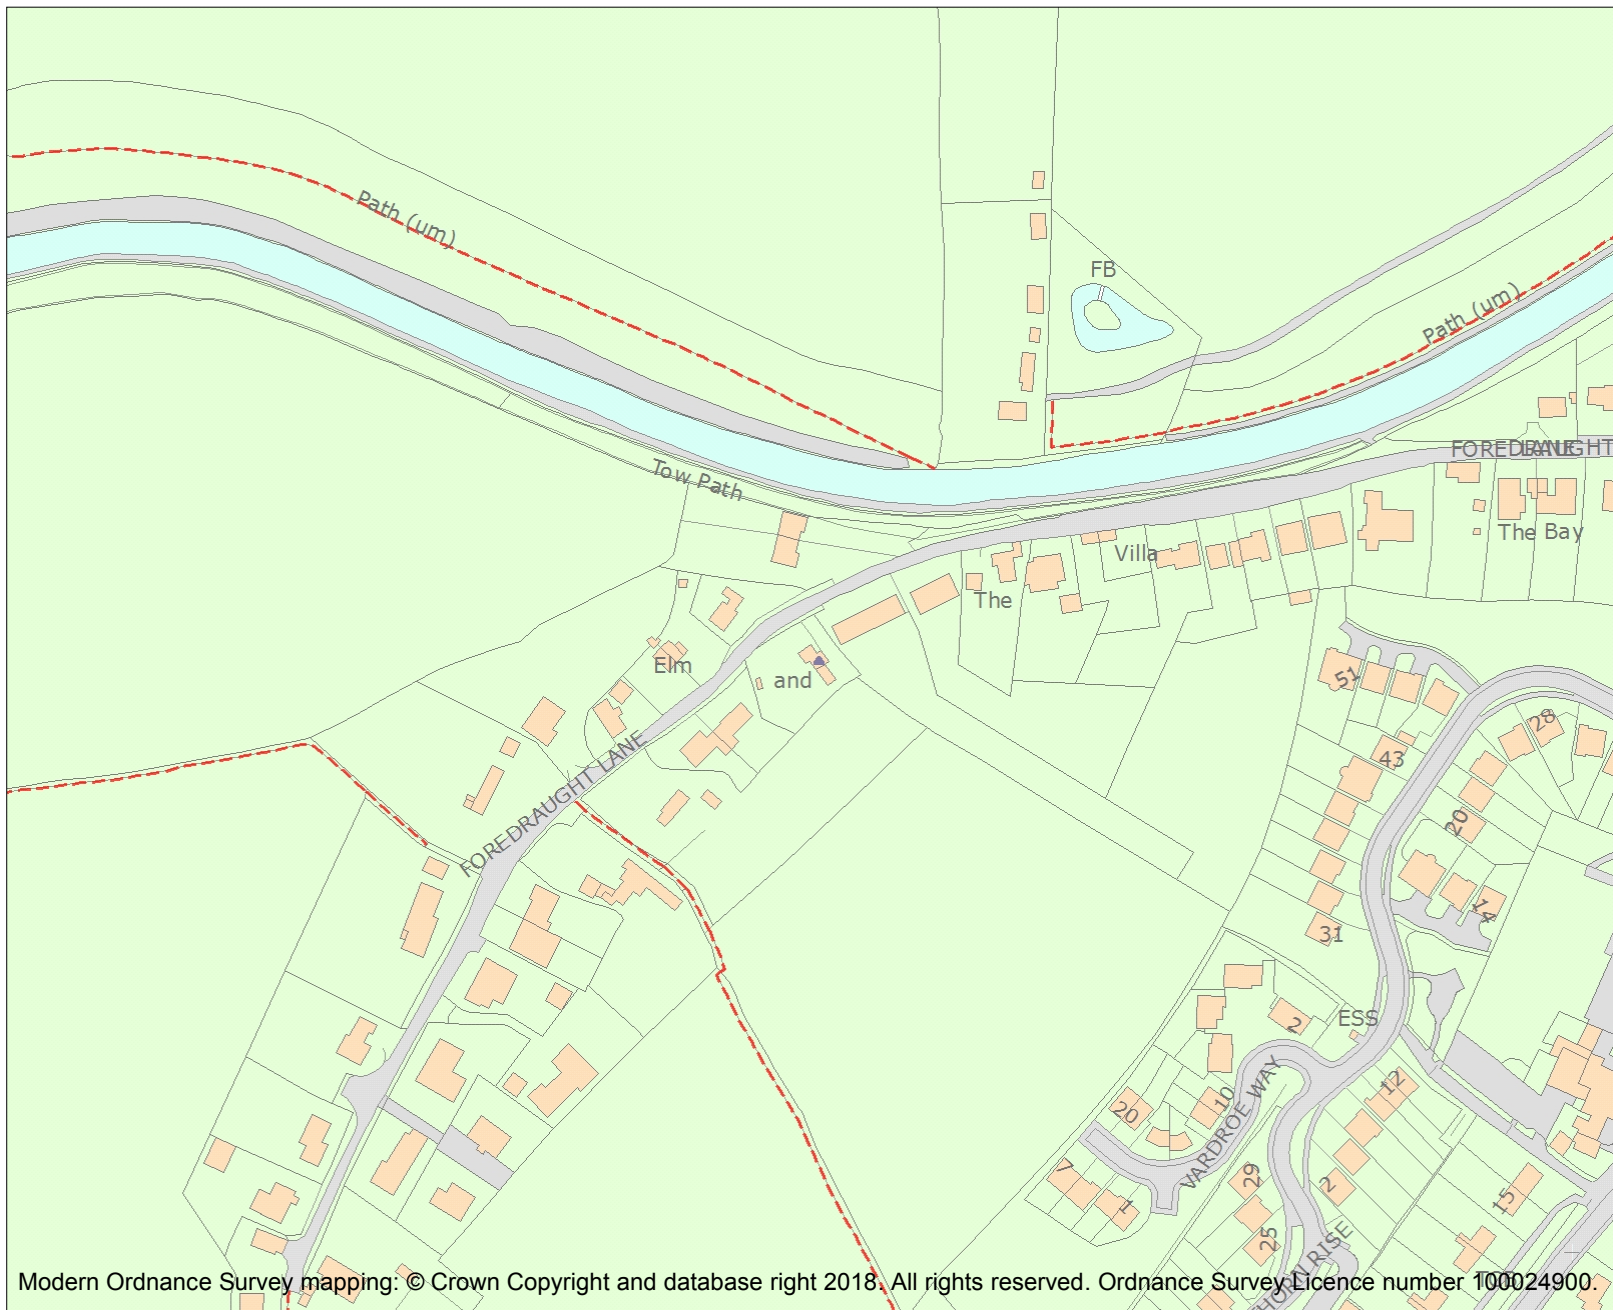 Path (um)
FB
Path (um)
FOREDRAUGHT
LANE
Tow Path
The Bay
Villa
The
Elm
and
51
28
43
FOREDRAUGHT LANE
20
14
31
2
ESS
12
10
20
VARDROE WAY
7
29
2
15
1
25
Modern Ordnance Survey mapping: © Crown Copyright and database right 2018. All rights reserved. Ordnance Survey Licence number 100024900.